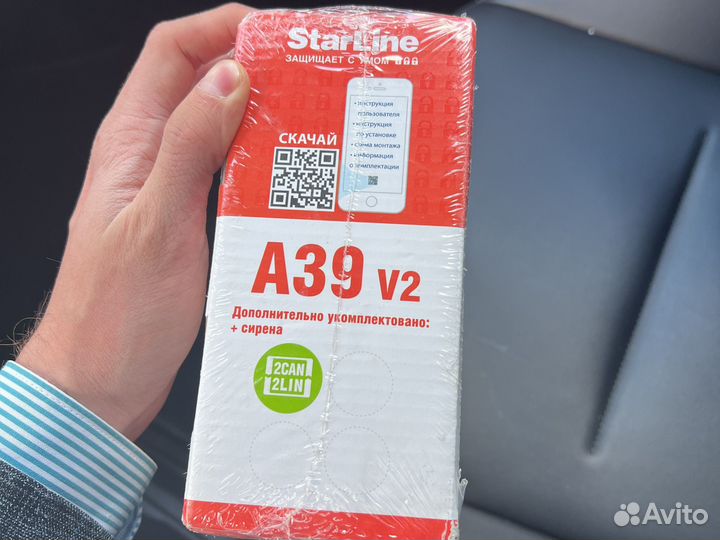 StarLine
ЗАЩИЩАЕТ С УМОМ
СКАЧАЙ
• инструкция
пользователя
• инструкция
по установке
• схема монтажа
• информация
о комплектации
A39 V2
Дополнительно укомплектовано:
+ сирена
2CAN
2LIN
Avito